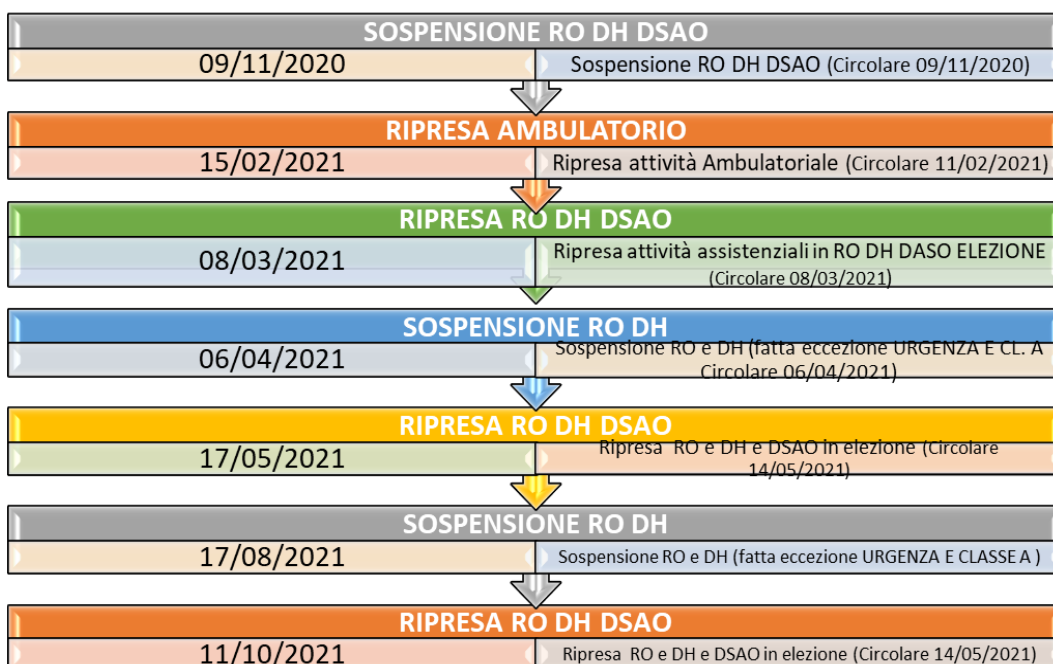 SOSPENSIONE RO DH DSAO
09/11/2020
Sospensione RO DH DSAO (Circolare 09/11/2020)
RIPRESA AMBULATORIO
15/02/2021
Ripresa attività Ambulatoriale (Circolare 11/02/2021)
RIPRESA RO DH DSAO
08/03/2021
Ripresa attività assistenziali in RO DH DASO ELEZIONE
(Circolare 08/03/2021)
SOSPENSIONE RO DH
06/04/2021
Sospensione RO e DH (fatta eccezione URGENZA E CL. A
Circolare 06/04/2021)
RIPRESA RO DH DSAO
17/05/2021
Ripresa RO e DH e DSAO in elezione (Circolare
14/05/2021)
SOSPENSIONE RO DH
17/08/2021
Sospensione RO e DH (fatta eccezione URGENZA E CLASSE A )
RIPRESA RO DH DSAO
11/10/2021
Ripresa RO e DH e DSAO in elezione (Circolare 14/05/2021)